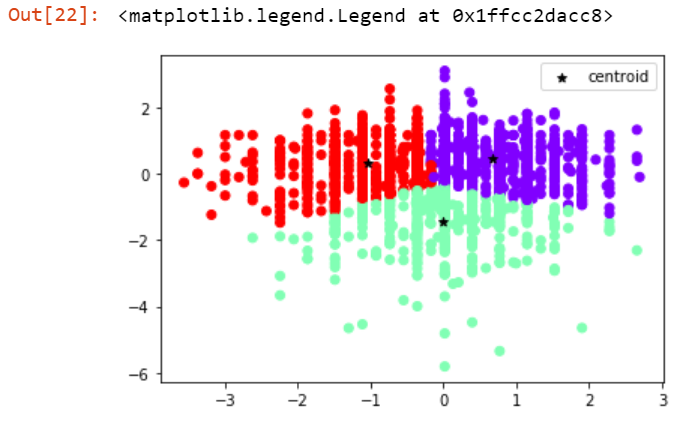 Out[22]: <matplotlib.legend.Legend at 0x1ffcc2dacc8>
centroid
2
0
−2
−4
−6
−3 −2 −1 0 1 2 3